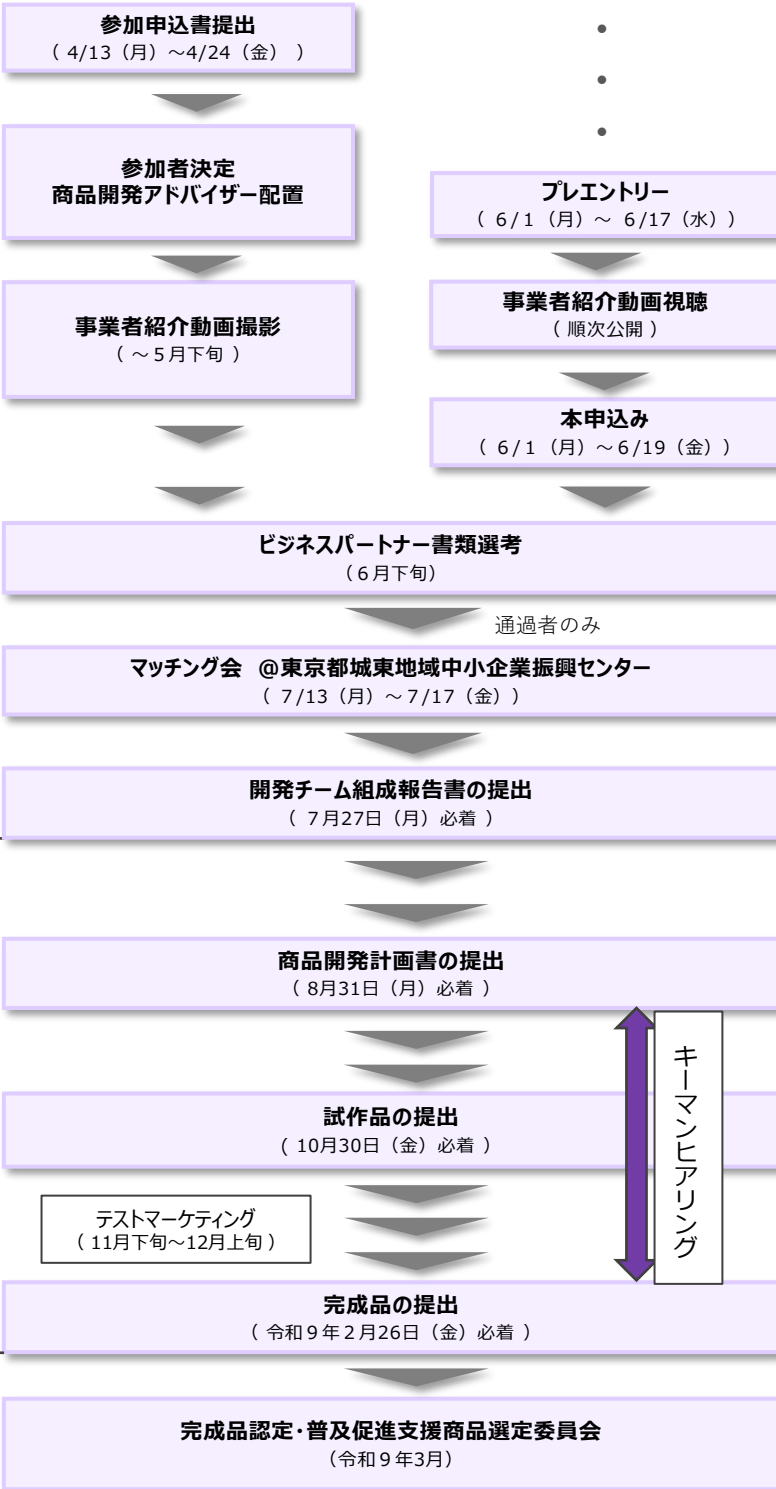 参加申込書提出
( 4/13（月）～4/24（金） )
参加者決定
商品開発アドバイザー配置
事業者紹介動画撮影
( ～５月下旬 )
プレエントリー
( 6/1（月）～ 6/17（水）)
事業者紹介動画視聴
( 順次公開 )
本申込み
( 6/1（月）～6/19（金）)
ビジネスパートナー書類選考
（６月下旬）
通過者のみ
マッチング会 @東京都城東地域中小企業振興センター
( 7/13（月）～7/17（金）)
開発チーム組成報告書の提出
( 7月27日（月）必着 )
商品開発計画書の提出
( 8月31日（月）必着 )
キーマンヒアリング
試作品の提出
( 10月30日（金）必着 )
テストマーケティング
( 11月下旬～12月上旬 )
完成品の提出
( 令和９年２月26日（金）必着 )
完成品認定・普及促進支援商品選定委員会
（令和９年3月）